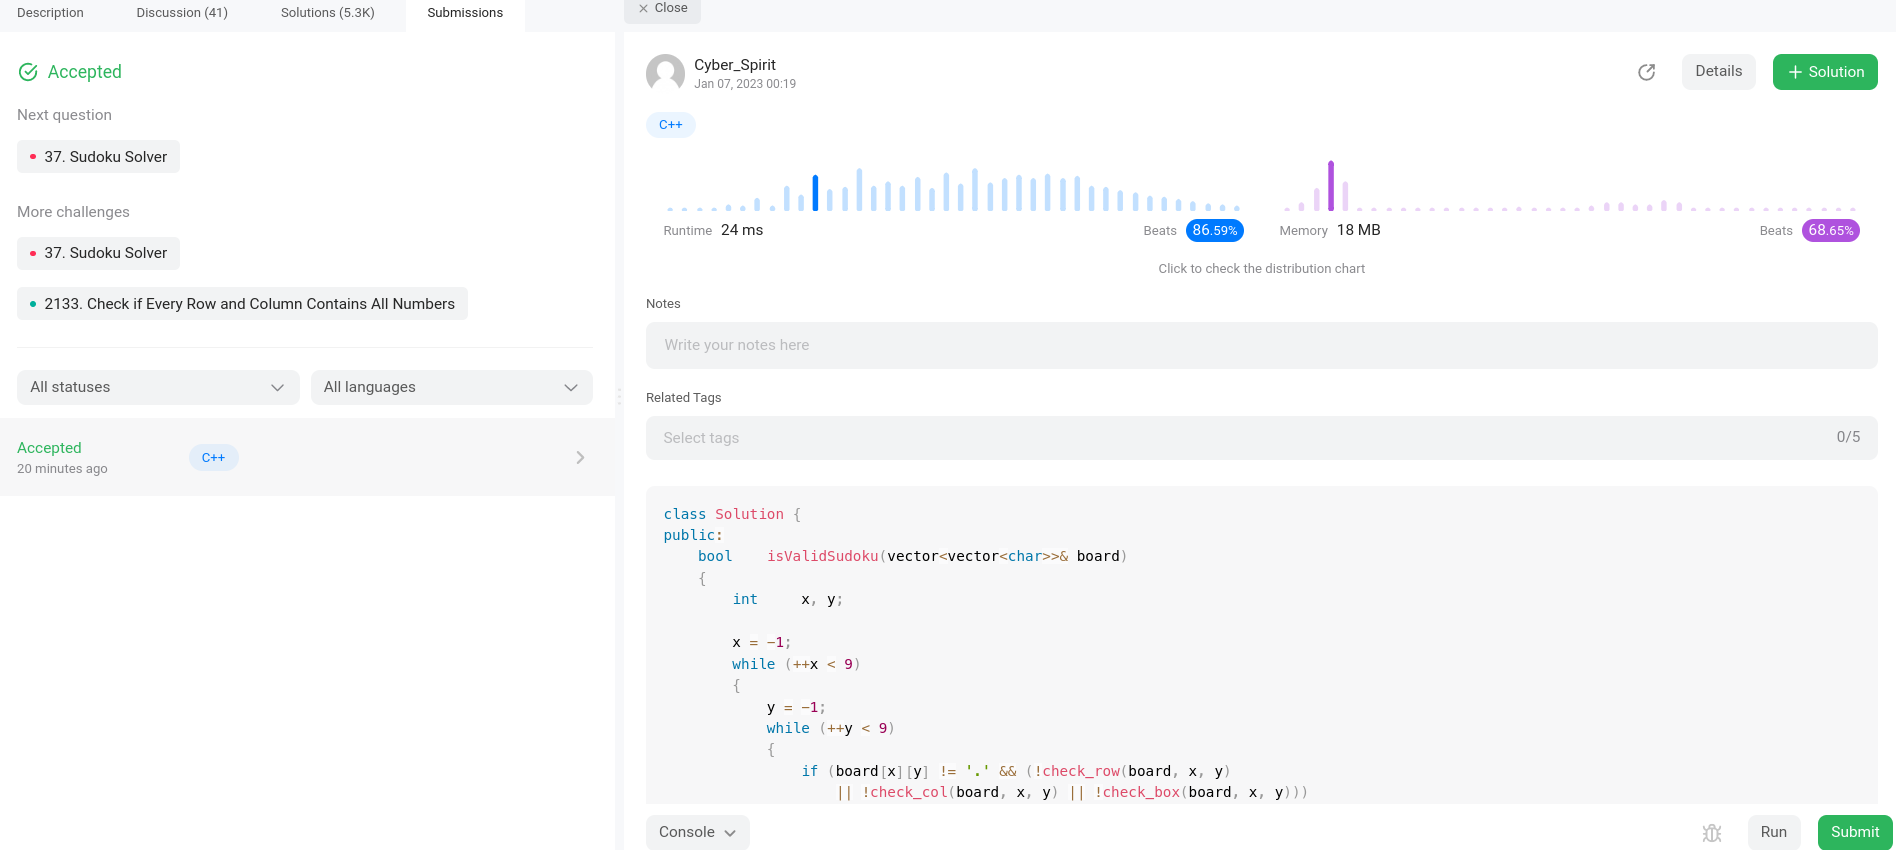 Description Discussion (41) Solutions (5.3K) Submissions
Accepted
Next question
37. Sudoku Solver
More challenges
37. Sudoku Solver
2133. Check if Every Row and Column Contains All Numbers
All statuses All languages
Accepted
20 minutes ago
C++
Close
Cyber_Spirit
Jan 07, 2023 00:19
Details + Solution
C++
Runtime 24 ms Beats 86.59%
Memory 18 MB Beats 68.65%
Click to check the distribution chart
Notes
Write your notes here
Related Tags
Select tags 0/5
class Solution {
public:
    bool    isValidSudoku(vector<vector<char>>& board)
    {
        int     x, y;

        x = -1;
        while (++x < 9)
        {
            y = -1;
            while (++y < 9)
            {
                if (board[x][y] != '.' && (!check_row(board, x, y)
                    || !check_col(board, x, y) || !check_box(board, x, y)))
Console Run Submit